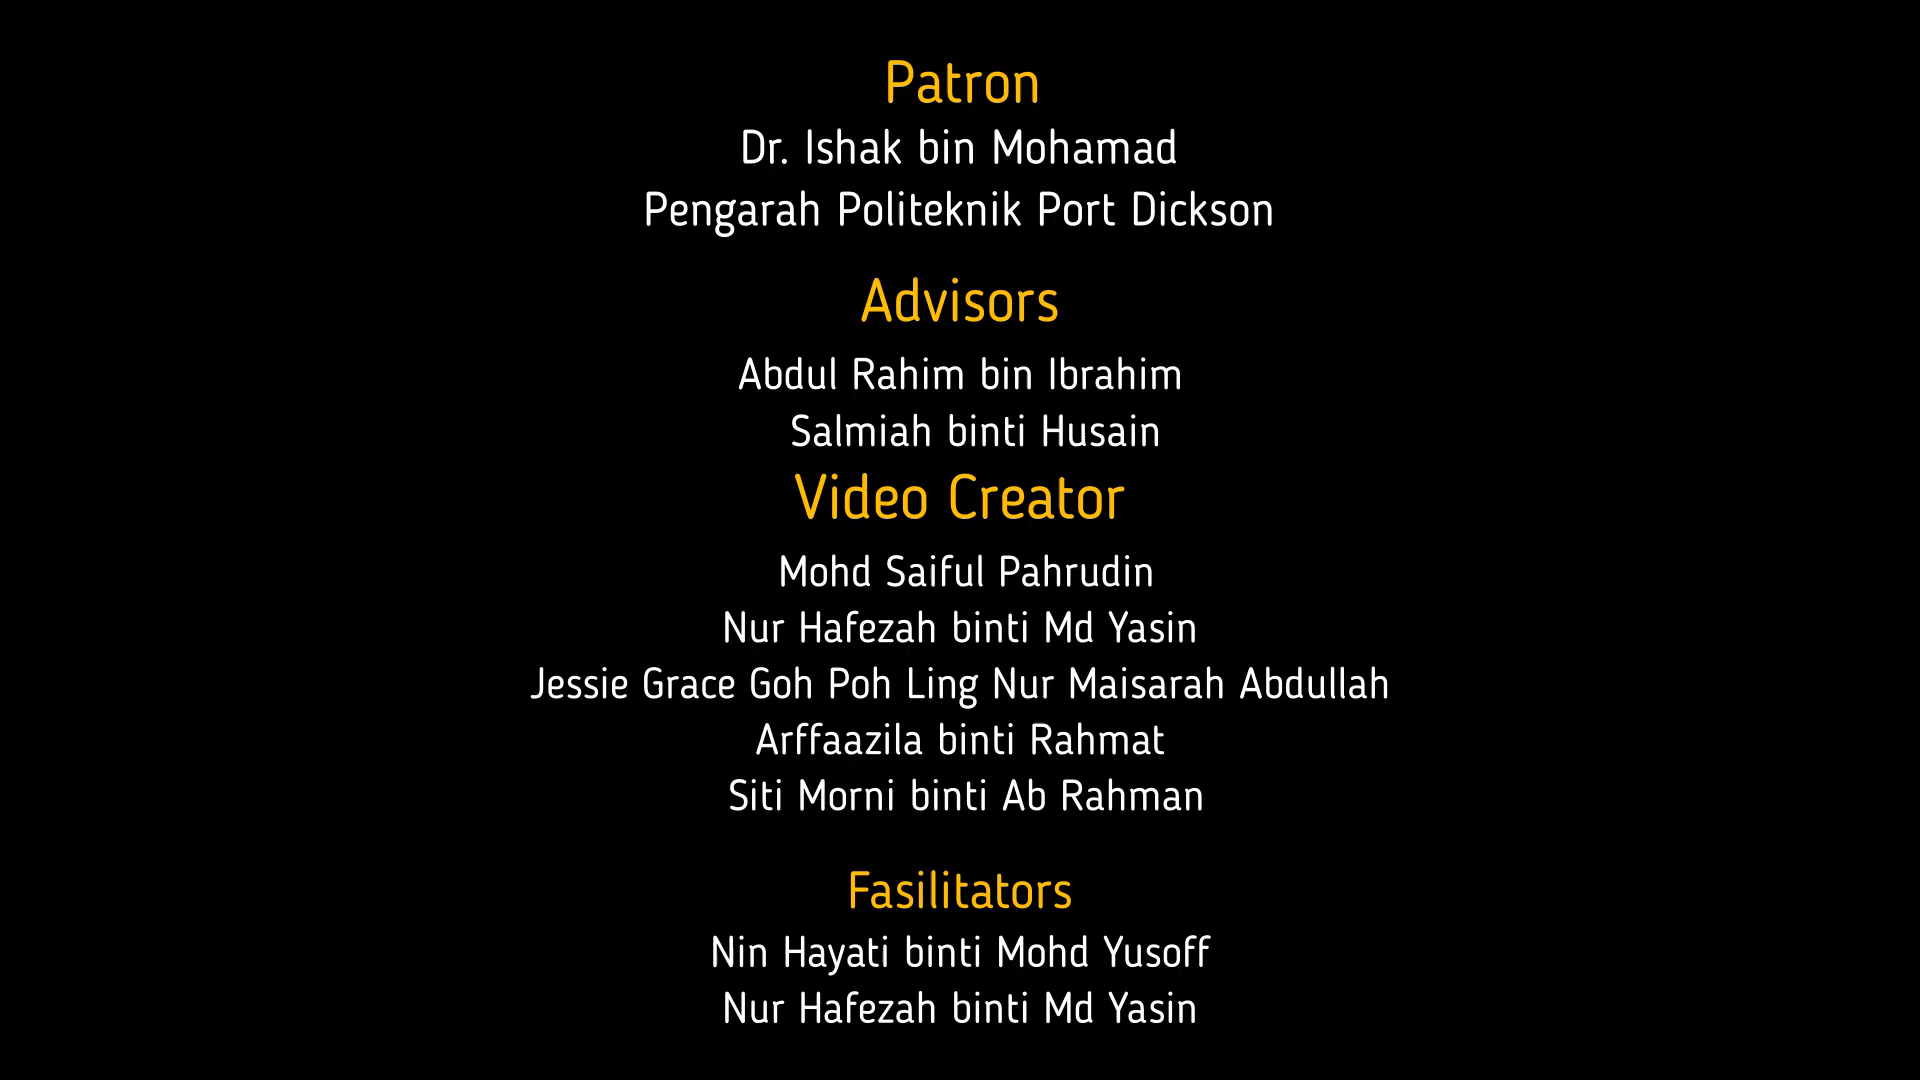 Patron
Dr. Ishak bin Mohamad
Pengarah Politeknik Port Dickson
Advisors
Abdul Rahim bin Ibrahim
Salmiah binti Husain
Video Creator
Mohd Saiful Pahrudin
Nur Hafezah binti Md Yasin
Jessie Grace Goh Poh Ling Nur Maisarah Abdullah
Arffaazila binti Rahmat
Siti Morni binti Ab Rahman
Fasilitators
Nin Hayati binti Mohd Yusoff
Nur Hafezah binti Md Yasin